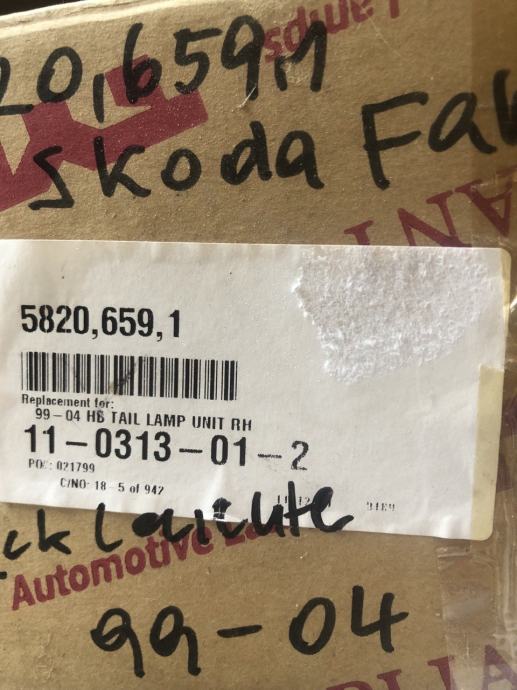 Lamps
20,659,1
Skoda Fab
5820,659,1
Replacement for:
99-04 HB TAIL LAMP UNIT RH
11-0313-01-2
PO#: 021799
C/NO: 18-5 of 942
Automotive
99-04